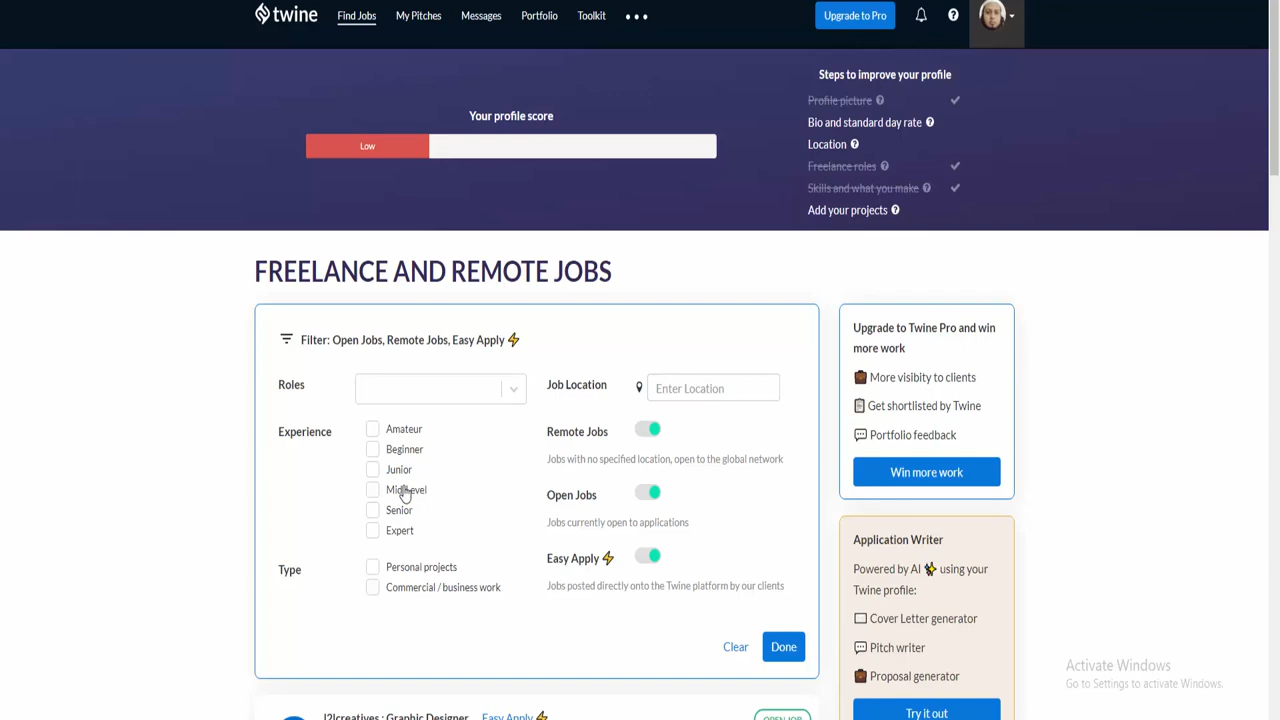 twine
Find Jobs
My Pitches
Messages
Portfolio
Toolkit
Upgrade to Pro
Steps to improve your profile
Profile picture
Bio and standard day rate
Location
Freelance roles
Skills and what you make
Add your projects
Your profile score
Low
FREELANCE AND REMOTE JOBS
Filter: Open Jobs, Remote Jobs, Easy Apply
Roles
Experience
Amateur
Beginner
Junior
Mid level
Senior
Expert
Type
Personal projects
Commercial / business work
Job Location
Enter Location
Remote Jobs
Jobs with no specified location, open to the global network
Open Jobs
Jobs currently open to applications
Easy Apply
Jobs posted directly onto the Twine platform by our clients
Clear
Done
Upgrade to Twine Pro and win
more work
More visibity to clients
Get shortlisted by Twine
Portfolio feedback
Win more work
Application Writer
Powered by AI using your
Twine profile:
Cover Letter generator
Pitch writer
Proposal generator
Try it out
Graphic Designer
Easy Apply
OPEN JOB
Activate Windows
Go to Settings to activate Windows.